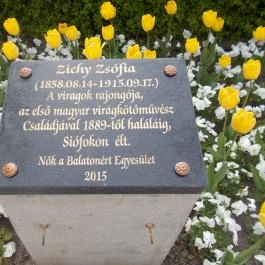 Zichy Zsófia
(1858.08.14-1915.09.17.)
A virágok rajongója,
az első magyar virágkötőművész
Családjával 1889-től haláláig,
Siófokon élt.
Nők a Balatonért Egyesület
2015